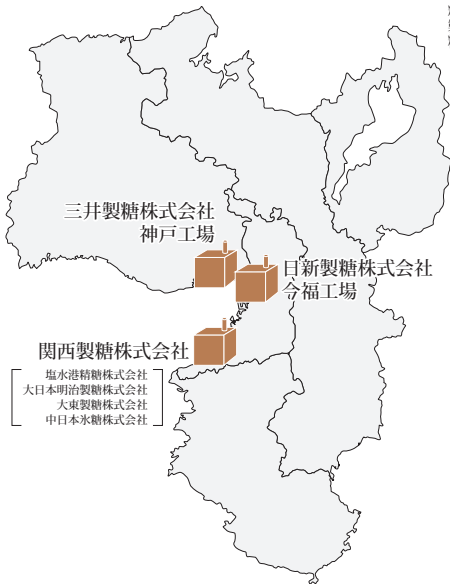 三井製糖株式会社
神戸工場
日新製糖株式会社
今福工場
関西製糖株式会社
塩水港精糖株式会社
大日本明治製糖株式会社
大東製糖株式会社
中日本氷糖株式会社